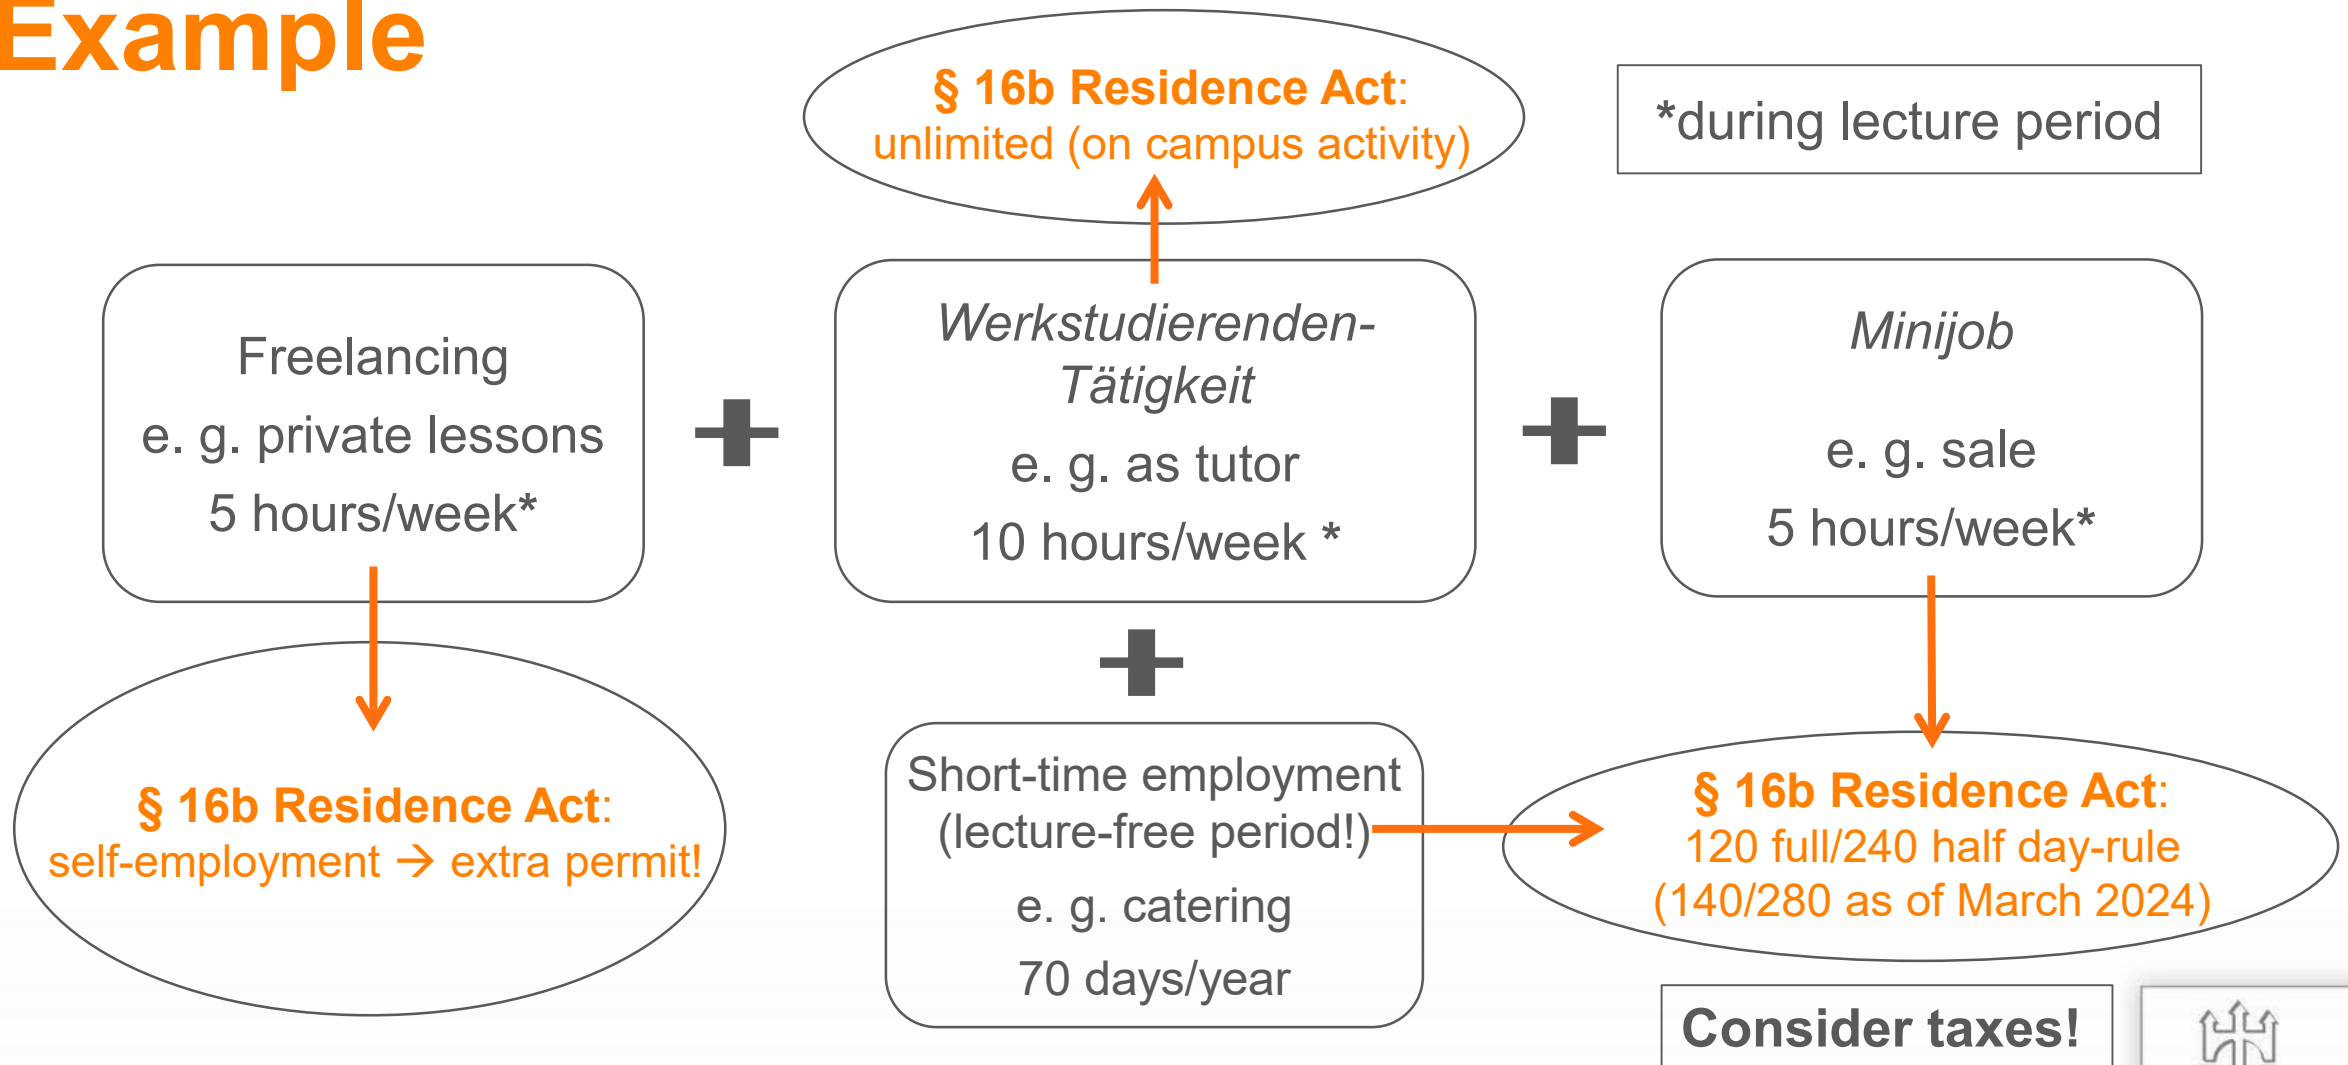 Example
§ 16b Residence Act:
unlimited (on campus activity)
*during lecture period
Freelancing
e. g. private lessons
5 hours/week*
Werkstudierenden-
Tätigkeit
e. g. as tutor
10 hours/week *
Minijob
e. g. sale
5 hours/week*
§ 16b Residence Act:
self-employment → extra permit!
Short-time employment
(lecture-free period!)
e. g. catering
70 days/year
§ 16b Residence Act:
120 full/240 half day-rule
(140/280 as of March 2024)
Consider taxes!